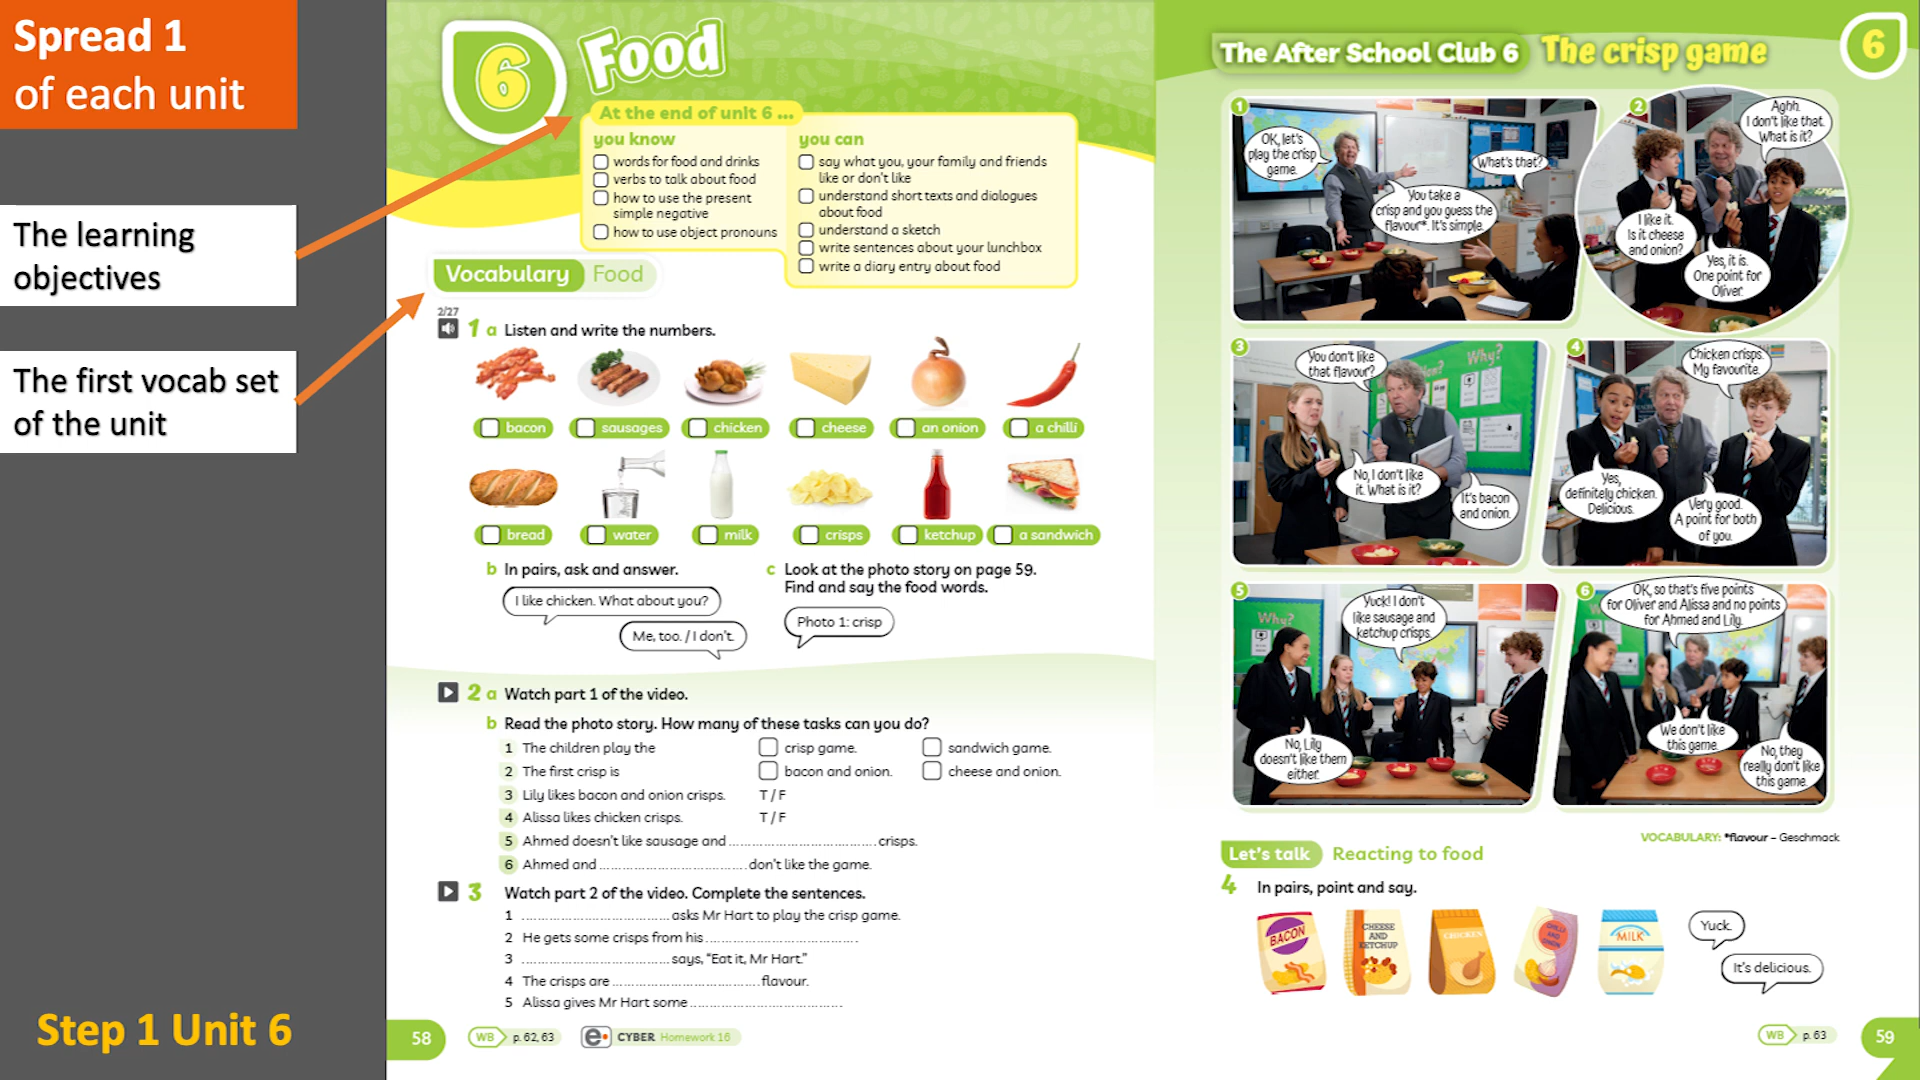 Spread 1
of each unit
The learning
objectives
The first vocab set
of the unit
Step 1 Unit 6
6
Food
At the end of unit 6 ...
you know
words for food and drinks
verbs to talk about food
how to use the present
simple negative
how to use object pronouns
you can
say what you, your family and friends
like or don't like
understand short texts and dialogues
about food
understand a sketch
write sentences about your lunchbox
write a diary entry about food
Vocabulary Food
2/27
1 a Listen and write the numbers.
bacon sausages chicken cheese an onion a chilli
bread water milk crisps ketchup a sandwich
b In pairs, ask and answer.
I like chicken. What about you?
Me, too. / I don't.
c Look at the photo story on page 59.
Find and say the food words.
Photo 1: crisp
2 a Watch part 1 of the video.
b Read the photo story. How many of these tasks can you do?
1 The children play the crisp game. sandwich game.
2 The first crisp is bacon and onion. cheese and onion.
3 Lily likes bacon and onion crisps. T / F
4 Alissa likes chicken crisps. T / F
5 Ahmed doesn't like sausage and ........................................ crisps.
6 Ahmed and ........................................ don't like the game.
3 Watch part 2 of the video. Complete the sentences.
1 ........................................ asks Mr Hart to play the crisp game.
2 He gets some crisps from his ........................................
3 ........................................ says, "Eat it, Mr Hart."
4 The crisps are ........................................ flavour.
5 Alissa gives Mr Hart some ........................................
58 WB p. 62, 63 e CYBER Homework 16
The After School Club 6 The crisp game
6
1
OK, let's
play the crisp
game.
What's that?
You take a
crisp and you guess the
flavour*. It's simple.
2
Aghh.
I don't like that.
What is it?
I like it.
Is it cheese
and onion?
Yes, it is.
One point for
Oliver.
3
You don't like
that flavour?
Why?
No, I don't like
it. What is it?
It's bacon
and onion.
4
Chicken crisps.
My favourite.
Yes,
definitely chicken.
Delicious.
Very good.
A point for both
of you.
5
Why?
Yuck! I don't
like sausage and
ketchup crisps.
No, Lily
doesn't like them
either.
6
OK, so that's five points
for Oliver and Alissa and no points
for Ahmed and Lily.
We don't like
this game.
No, they
really don't like
this game.
VOCABULARY: *flavour – Geschmack
Let's talk Reacting to food
4 In pairs, point and say.
BACON
CHEESE
AND
KETCHUP
CHICKEN
CHILLI
AND
ONION
MILK
Yuck.
It's delicious.
WB p. 63 59